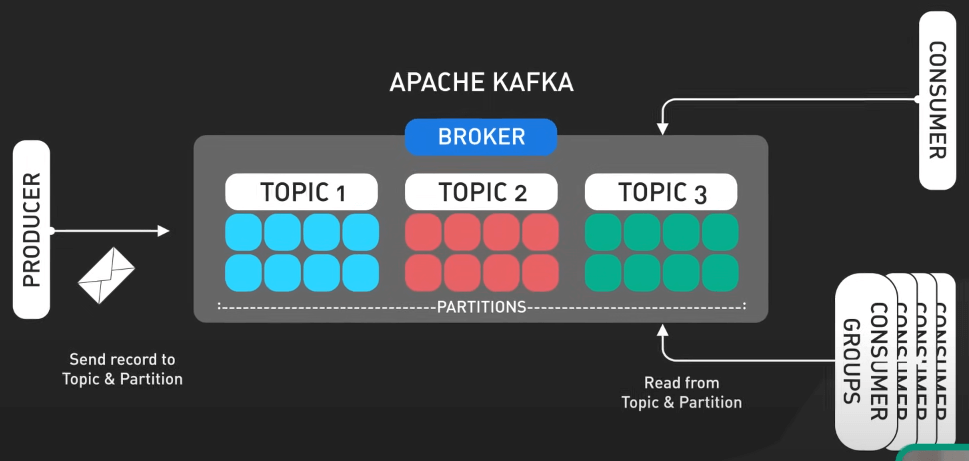 APACHE KAFKA
BROKER
TOPIC 1
TOPIC 2
TOPIC 3
PARTITIONS
PRODUCER
Send record to
Topic & Partition
CONSUMER
Read from
Topic & Partition
CONSUMER
GROUPS
CONSUMER
CONSUMER
CONSUMER